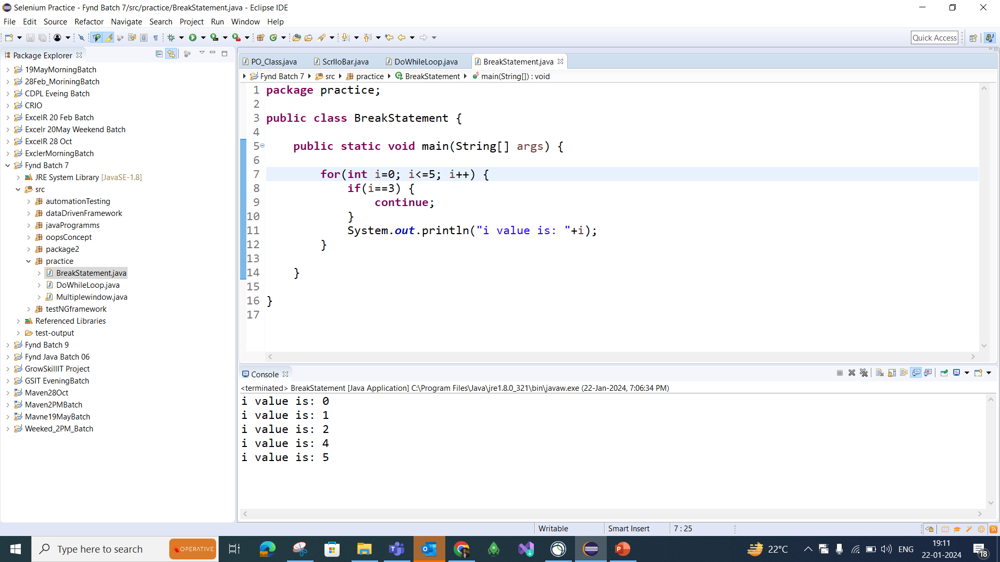 Selenium Practice - Fynd Batch 7/src/practice/BreakStatement.java - Eclipse IDE
File Edit Source Refactor Navigate Search Project Run Window Help
Quick Access
Package Explorer
19MayMorningBatch
28Feb_MoriningBatch
CDPL Eveing Batch
CRIO
ExcelR 20 Feb Batch
Excelr 20May Weekend Batch
ExcelR 28 Oct
ExclerMorningBatch
Fynd Batch 7
JRE System Library [JavaSE-1.8]
src
automationTesting
dataDrivenFramework
javaProgramms
oopsConcept
package2
practice
BreakStatement.java
DoWhileLoop.java
Multiplewindow.java
testNGframework
Referenced Libraries
test-output
Fynd Batch 9
Fynd Java Batch 06
GrowSkillIT Project
GSIT EveningBatch
Maven28Oct
Maven2PMBatch
Mavne19MayBatch
Weeked_2PM_Batch
PO_Class.java ScrlloBar.java DoWhileLoop.java BreakStatement.java
Fynd Batch 7 src practice BreakStatement main(String[]) : void
1 package practice;
2
3 public class BreakStatement {
4
5 public static void main(String[] args) {
6
7 for(int i=0; i<=5; i++) {
8 if(i==3) {
9 continue;
10 }
11 System.out.println("i value is: "+i);
12 }
13
14 }
15
16 }
17
Console
<terminated> BreakStatement [Java Application] C:\Program Files\Java\jre1.8.0_321\bin\javaw.exe (22-Jan-2024, 7:06:34 PM)
i value is: 0
i value is: 1
i value is: 2
i value is: 4
i value is: 5
Writable Smart Insert 7 : 25
Type here to search
OPERATIVE
22°C
ENG
19:11
22-01-2024
18